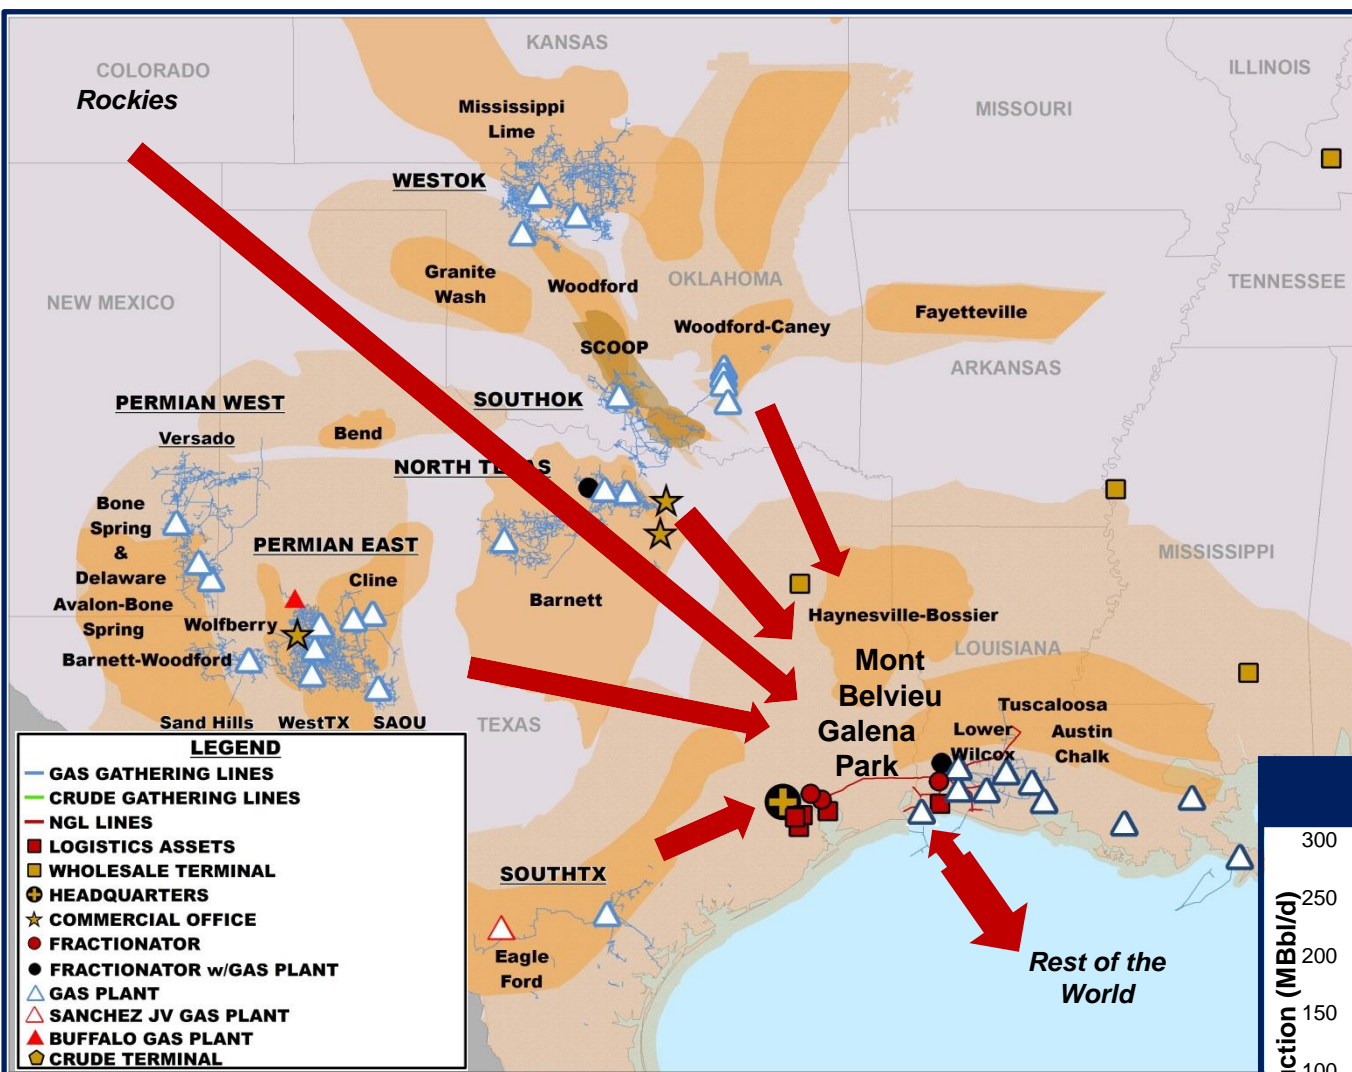 KANSAS
COLORADO
ILLINOIS
Rockies
MISSOURI
Mississippi
Lime
WESTOK
Granite
Wash
Woodford
OKLAHOMA
TENNESSEE
NEW MEXICO
Fayetteville
Woodford-Caney
SCOOP
ARKANSAS
PERMIAN WEST
SOUTHOK
Versado
Bend
NORTH TEXAS
Bone
Spring
&
Delaware
PERMIAN EAST
MISSISSIPPI
Cline
Avalon-Bone
Spring
Wolfberry
Barnett
Haynesville-Bossier
Barnett-Woodford
LOUISIANA
Mont
Belvieu
Galena
Park
Sand Hills
WestTX
SAOU
TEXAS
Tuscaloosa
Lower
Wilcox
Austin
Chalk
LEGEND
GAS GATHERING LINES
CRUDE GATHERING LINES
NGL LINES
LOGISTICS ASSETS
WHOLESALE TERMINAL
HEADQUARTERS
COMMERCIAL OFFICE
FRACTIONATOR
FRACTIONATOR w/GAS PLANT
GAS PLANT
SANCHEZ JV GAS PLANT
BUFFALO GAS PLANT
CRUDE TERMINAL
SOUTHTX
Eagle
Ford
Rest of the
World
300
250
200
150
100
uction (MBbl/d)